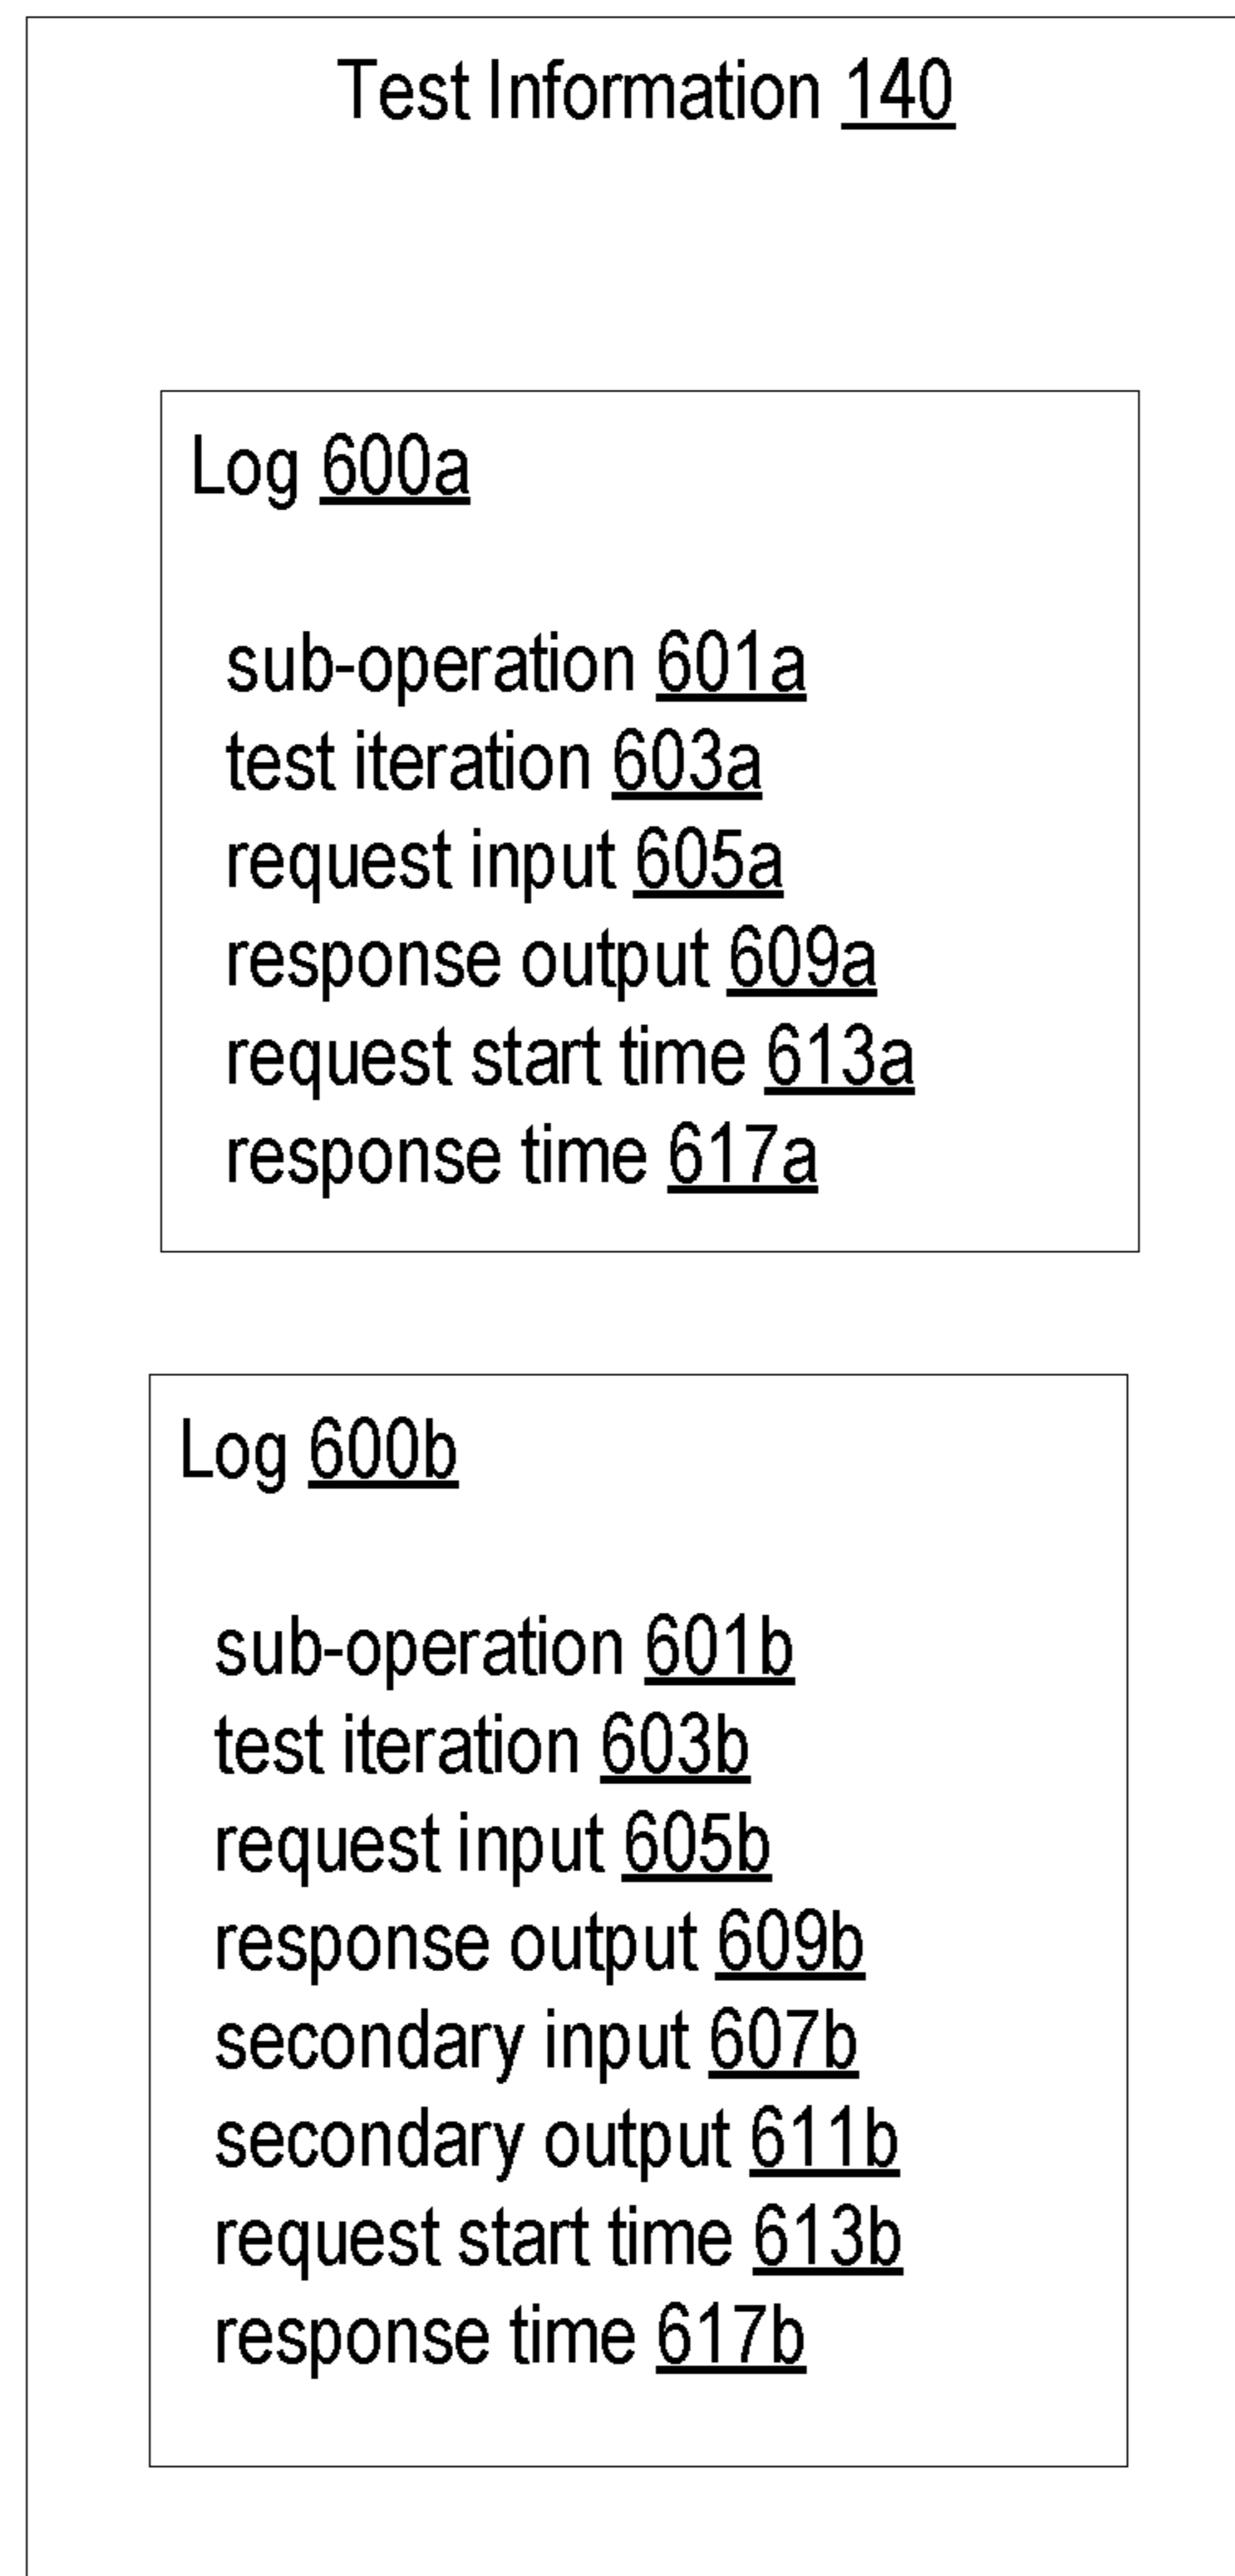 Test Information 140
Log 600a
sub-operation 601a
test iteration 603a
request input 605a
response output 609a
request start time 613a
response time 617a
Log 600b
sub-operation 601b
test iteration 603b
request input 605b
response output 609b
secondary input 607b
secondary output 611b
request start time 613b
response time 617b